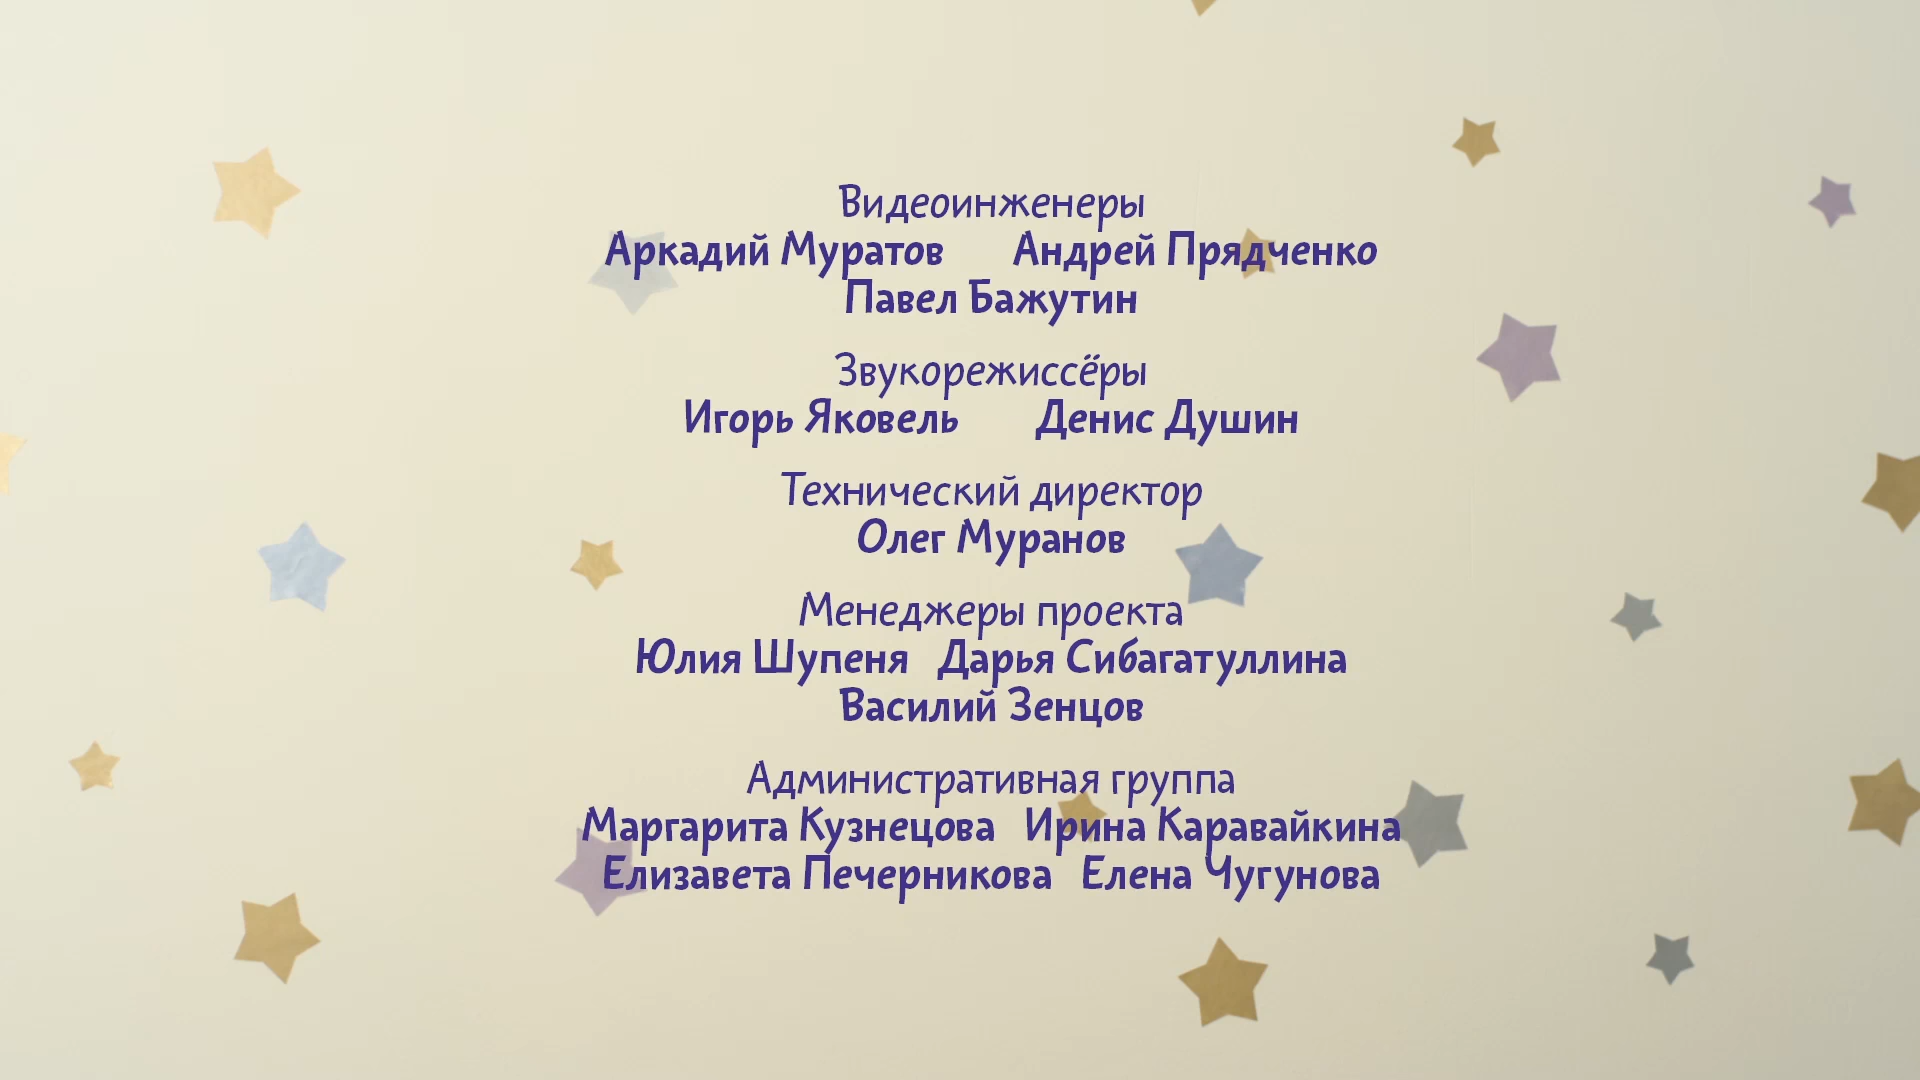 Видеоинженеры
Аркадий Муратов Андрей Прядченко
Павел Бажутин
Звукорежиссёры
Игорь Яковель Денис Душин
Технический директор
Олег Муранов
Менеджеры проекта
Юлия Шупеня Дарья Сибагатуллина
Василий Зенцов
Административная группа
Маргарита Кузнецова Ирина Каравайкина
Елизавета Печерникова Елена Чугунова